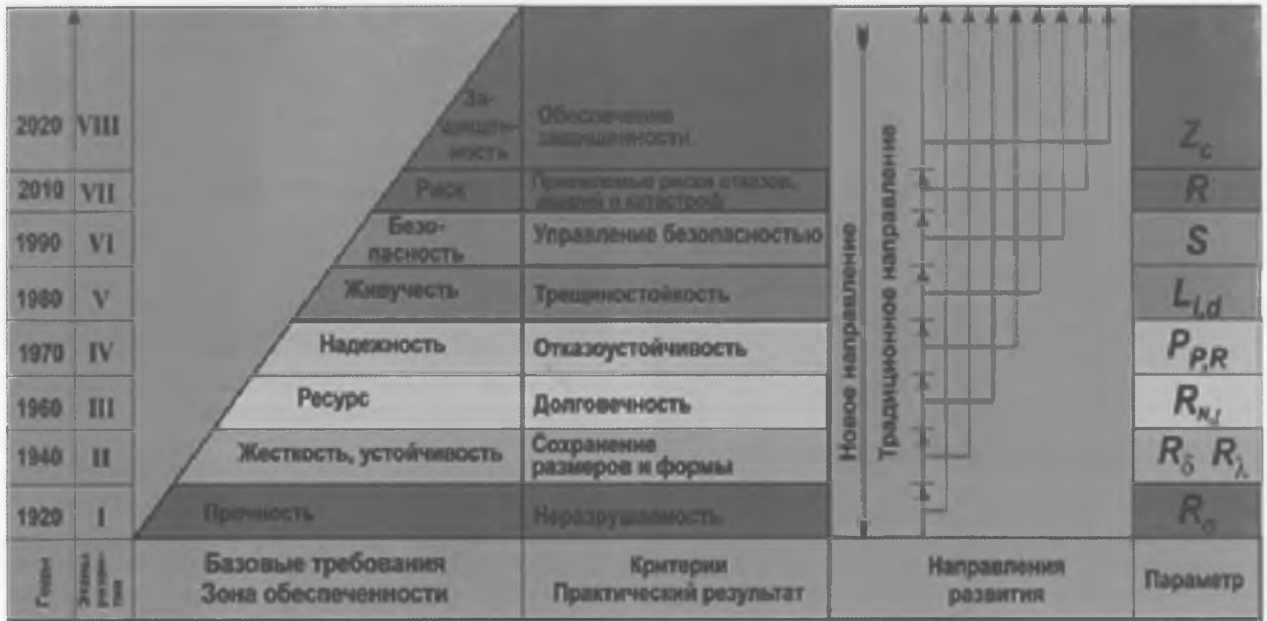 2020 VIII За- Обеспечение Z_c
щищен- защищенности
ность
2010 VII Риск Приемлемые риски отказов, R
аварий и катастроф
1990 VI Безо- Управление безопасностью S
пасность
1980 V Живучесть Трещиностойкость L_l,d
1970 IV Надежность Отказоустойчивость P_P,R
1960 III Ресурс Долговечность R_N,t
1940 II Жесткость, устойчивость Сохранение R_δ R_λ
размеров и формы
1920 I Прочность Неразрушаемость R_σ
Новое направление
Традиционное направление
Годы
Этапы
разви-
тия
Базовые требования
Зона обеспеченности
Критерии
Практический результат
Направления
развития
Параметр